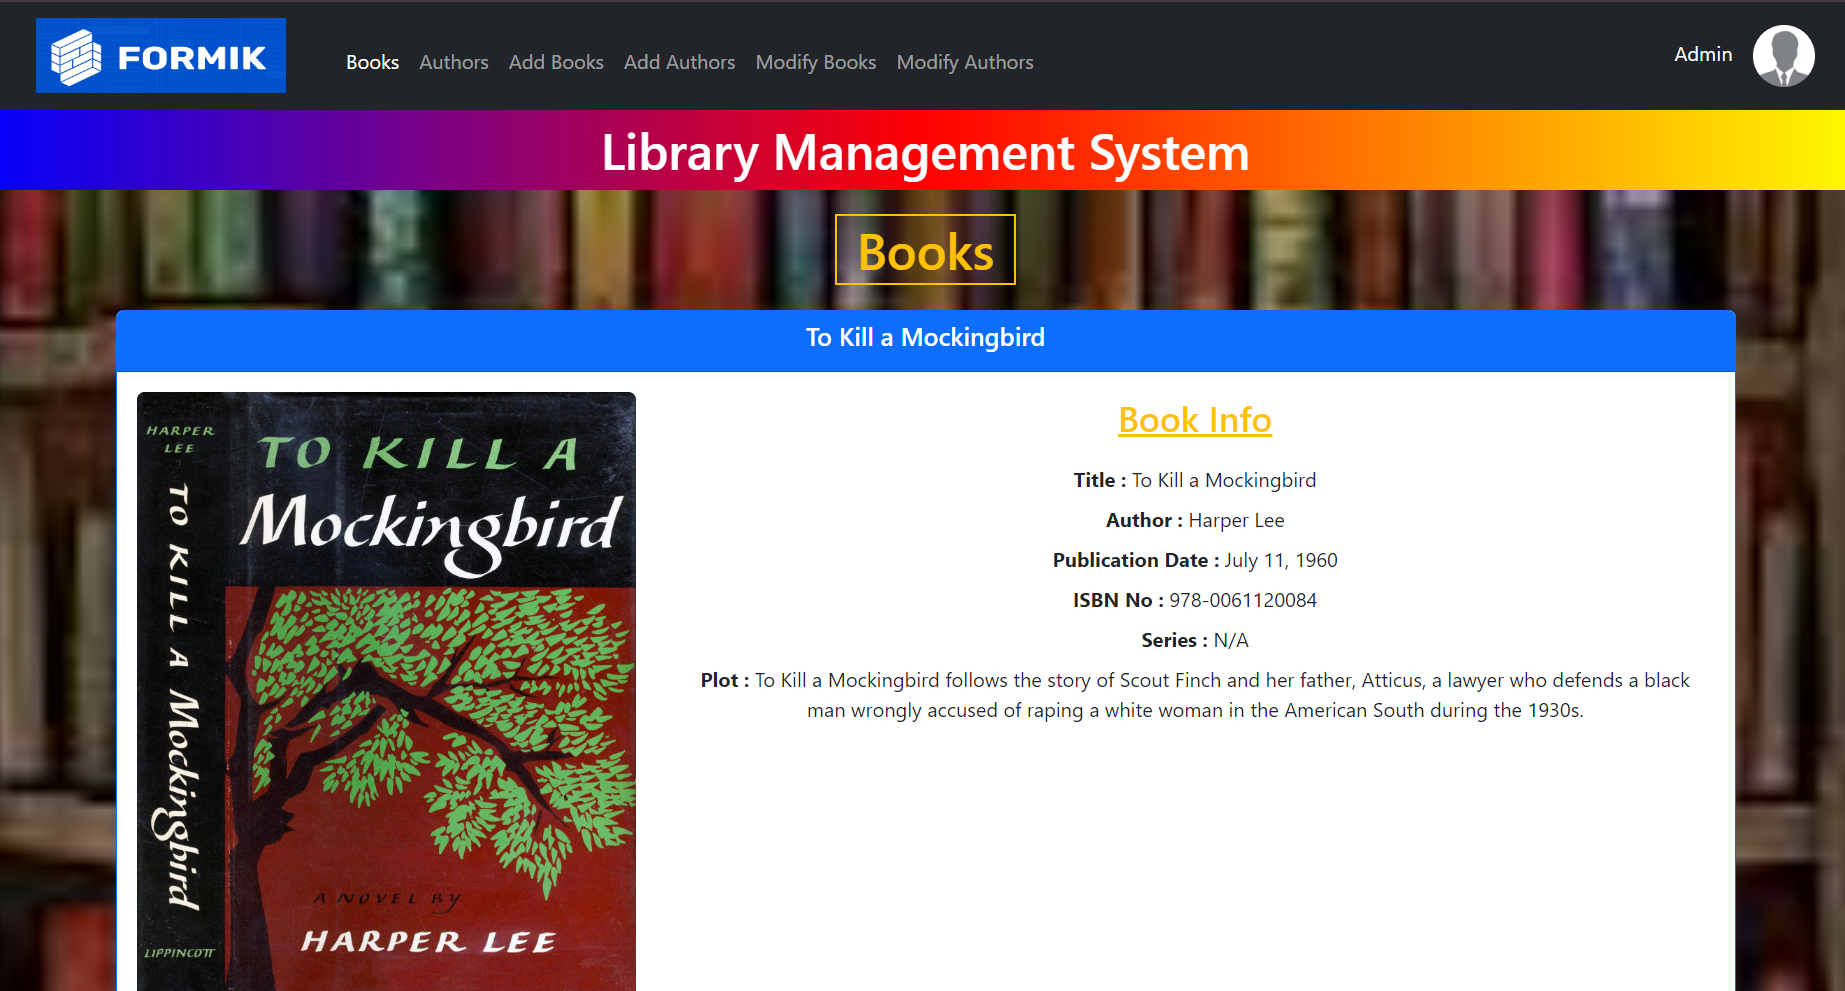 FORMIK
Books Authors Add Books Add Authors Modify Books Modify Authors
Admin
Library Management System
Books
To Kill a Mockingbird
HARPER
LEE
TO KILL A Mockingbird
LIPPINCOTT
TO KILL A
Mockingbird
A NOVEL BY
HARPER LEE
Book Info
Title : To Kill a Mockingbird
Author : Harper Lee
Publication Date : July 11, 1960
ISBN No : 978-0061120084
Series : N/A
Plot : To Kill a Mockingbird follows the story of Scout Finch and her father, Atticus, a lawyer who defends a black
man wrongly accused of raping a white woman in the American South during the 1930s.